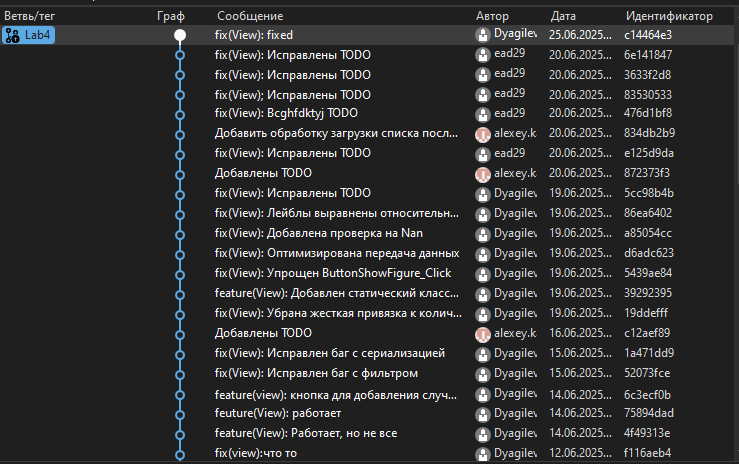 Ветвь/тег Граф Сообщение Автор Дата Идентификатор
Lab4 fix(View): fixed Dyagilev 25.06.2025... c14464e3
fix(View): Исправлены TODO ead29 20.06.2025... 6e141847
fix(View): Исправлены TODO ead29 20.06.2025... 3633f2d8
fix(View); Исправлены TODO ead29 20.06.2025... 83530533
fix(View): Bcghfdktyj TODO ead29 20.06.2025... 476d1bf8
Добавить обработку загрузки списка посл... alexey.k 20.06.2025... 834db2b9
fix(View): Исправлены TODO ead29 20.06.2025... e125d9da
Добавлены TODO alexey.k 20.06.2025... 872373f3
fix(View): Исправлены TODO Dyagilev 19.06.2025... 5cc98b4b
fix(View): Лейблы выравнены относительн... Dyagilev 19.06.2025... 86ea6402
fix(View): Добавлена проверка на Nan Dyagilev 19.06.2025... a85054cc
fix(View): Оптимизирована передача данных Dyagilev 19.06.2025... d6adc623
fix(View): Упрощен ButtonShowFigure_Click Dyagilev 19.06.2025... 5439ae84
feature(View): Добавлен статический класс... Dyagilev 19.06.2025... 39292395
fix(View): Убрана жесткая привязка к колич... Dyagilev 19.06.2025... 19ddefff
Добавлены TODO alexey.k 16.06.2025... c12aef89
fix(View): Исправлен баг с сериализацией Dyagilev 15.06.2025... 1a471dd9
fix(View): Исправлен баг с фильтром Dyagilev 15.06.2025... 52073fce
feature(view): кнопка для добавления случ... Dyagilev 14.06.2025... 6c3ecf0b
feuture(View): работает Dyagilev 14.06.2025... 75894dad
feature(View): Работает, но не все Dyagilev 14.06.2025... 4f49313e
fix(view):что то Dyagilev 12.06.2025... f116aeb4